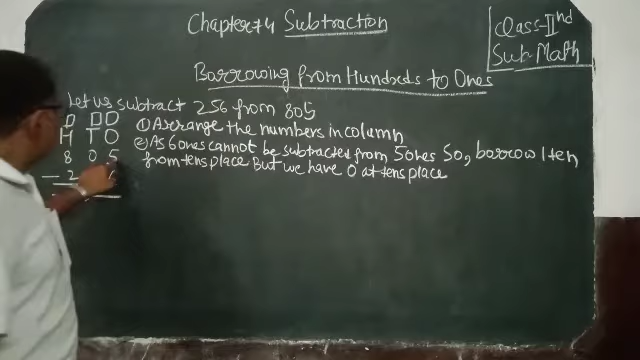 Chapter-4 Subtraction
Class-IInd
Sub-Math
Borrowing from Hundreds to Ones
Let us subtract 256 from 805
H T O
8 0 5
- 2 6
① Arrange the numbers in column
② As 6 ones cannot be subtracted from 5 ones So, borrow 1 ten
from tens place But we have 0 at tens place